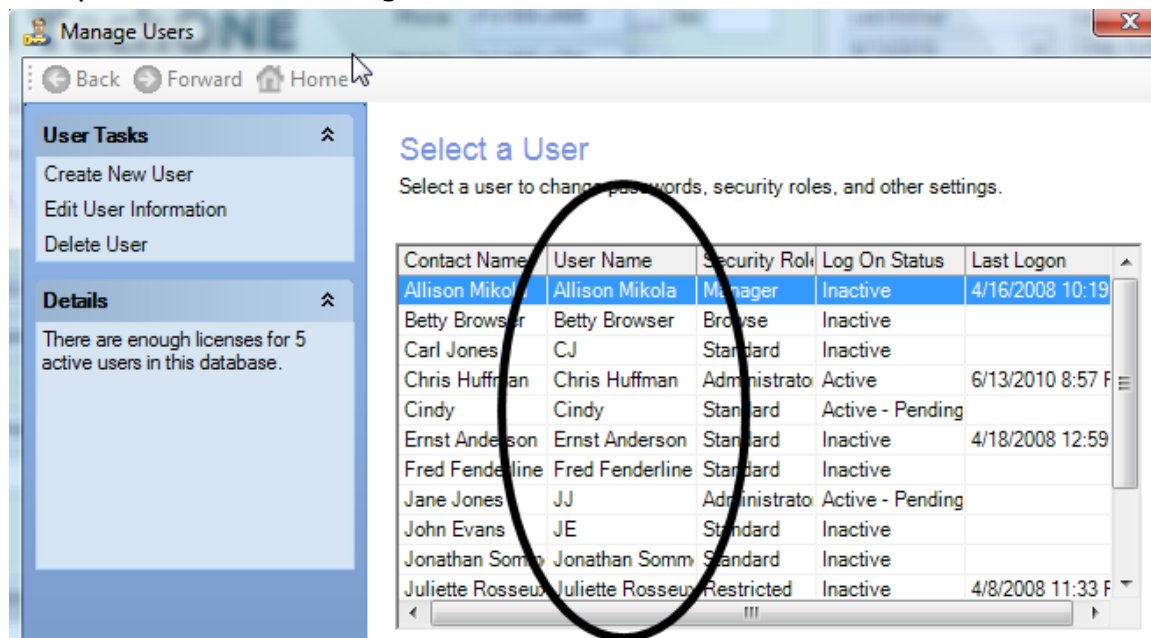 Manage Users
Back Forward Home
User Tasks
Create New User
Edit User Information
Delete User
Details
There are enough licenses for 5
active users in this database.
Select a User
Select a user to change passwords, security roles, and other settings.
Contact Name User Name Security Role Log On Status Last Logon
Allison Mikola Allison Mikola Manager Inactive 4/16/2008 10:19
Betty Browser Betty Browser Browse Inactive
Carl Jones CJ Standard Inactive
Chris Huffman Chris Huffman Administrato Active 6/13/2010 8:57 P
Cindy Cindy Standard Active - Pending
Ernst Anderson Ernst Anderson Standard Inactive 4/18/2008 12:59
Fred Fenderline Fred Fenderline Standard Inactive
Jane Jones JJ Administrato Active - Pending
John Evans JE Standard Inactive
Jonathan Somm Jonathan Somm Standard Inactive
Juliette Rosseux Juliette Rosseux Restricted Inactive 4/8/2008 11:33 P